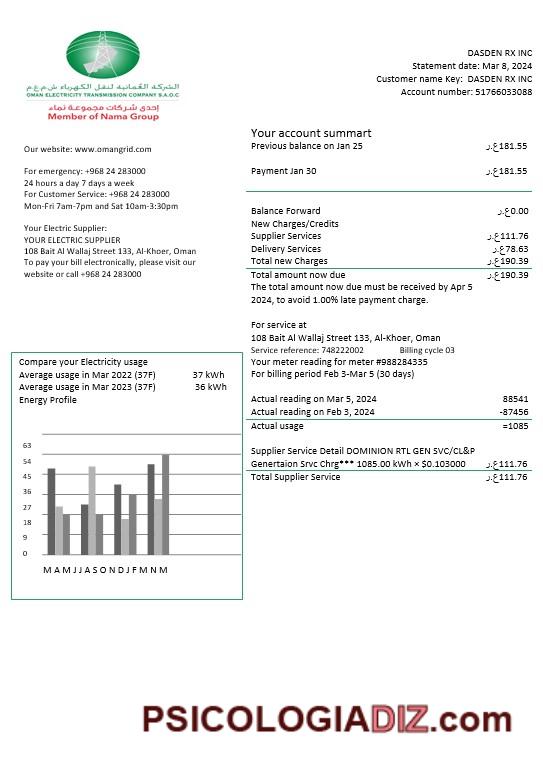 الشركة العُمانية لنقل الكهرباء ش.م.ع.م
OMAN ELECTRICITY TRANSMISSION COMPANY S.A.O.C
إحدى شركات مجموعة نماء
Member of Nama Group
DASDEN RX INC
Statement date: Mar 8, 2024
Customer name Key: DASDEN RX INC
Account number: 51766033088
Our website: www.omangrid.com
For emergency: +968 24 283000
24 hours a day 7 days a week
For Customer Service: +968 24 283000
Mon-Fri 7am-7pm and Sat 10am-3:30pm
Your Electric Supplier:
YOUR ELECTRIC SUPPLIER
108 Bait Al Wallaj Street 133, Al-Khoer, Oman
To pay your bill electronically, please visit our
website or call +968 24 283000
Your account summart
Previous balance on Jan 25 ر.ع181.55
Payment Jan 30 ر.ع181.55
Balance Forward ر.ع0.00
New Charges/Credits
Supplier Services ر.ع111.76
Delivery Services ر.ع78.63
Total new Charges ر.ع190.39
Total amount now due ر.ع190.39
The total amount now due must be received by Apr 5
2024, to avoid 1.00% late payment charge.
For service at
108 Bait Al Wallaj Street 133, Al-Khoer, Oman
Service reference: 748222002 Billing cycle 03
Your meter reading for meter #988284335
For billing period Feb 3-Mar 5 (30 days)
Actual reading on Mar 5, 2024 88541
Actual reading on Feb 3, 2024 -87456
Actual usage =1085
Supplier Service Detail DOMINION RTL GEN SVC/CL&P
Genertaion Srvc Chrg*** 1085.00 kWh × $0.103000 ر.ع111.76
Total Supplier Service ر.ع111.76
Compare your Electricity usage
Average usage in Mar 2022 (37F) 37 kWh
Average usage in Mar 2023 (37F) 36 kWh
Energy Profile
63
54
45
36
27
18
9
0
M A M J J A S O N D J F M N M
PSICOLOGIADIZ.com